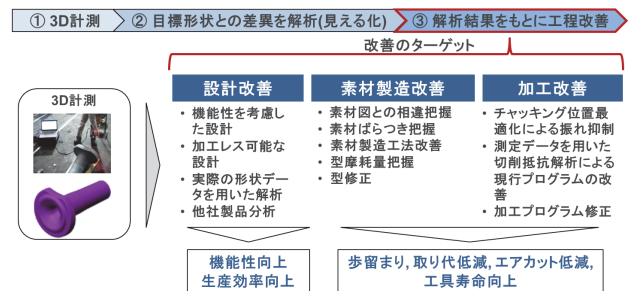 ① 3D計測
② 目標形状との差異を解析(見える化)
③ 解析結果をもとに工程改善
改善のターゲット
3D計測
設計改善
・ 機能性を考慮し
た設計
・ 加工レス可能な
設計
・ 実際の形状デー
タを用いた解析
・ 他社製品分析
素材製造改善
・ 素材図との相違把握
・ 素材ばらつき把握
・ 素材製造工法改善
・ 型摩耗量把握
・ 型修正
加工改善
・ チャッキング位置最
適化による振れ抑制
・ 測定データを用いた
切削抵抗解析による
現行プログラムの改
善
・ 加工プログラム修正
機能性向上
生産効率向上
歩留まり, 取り代低減, エアカット低減,
工具寿命向上